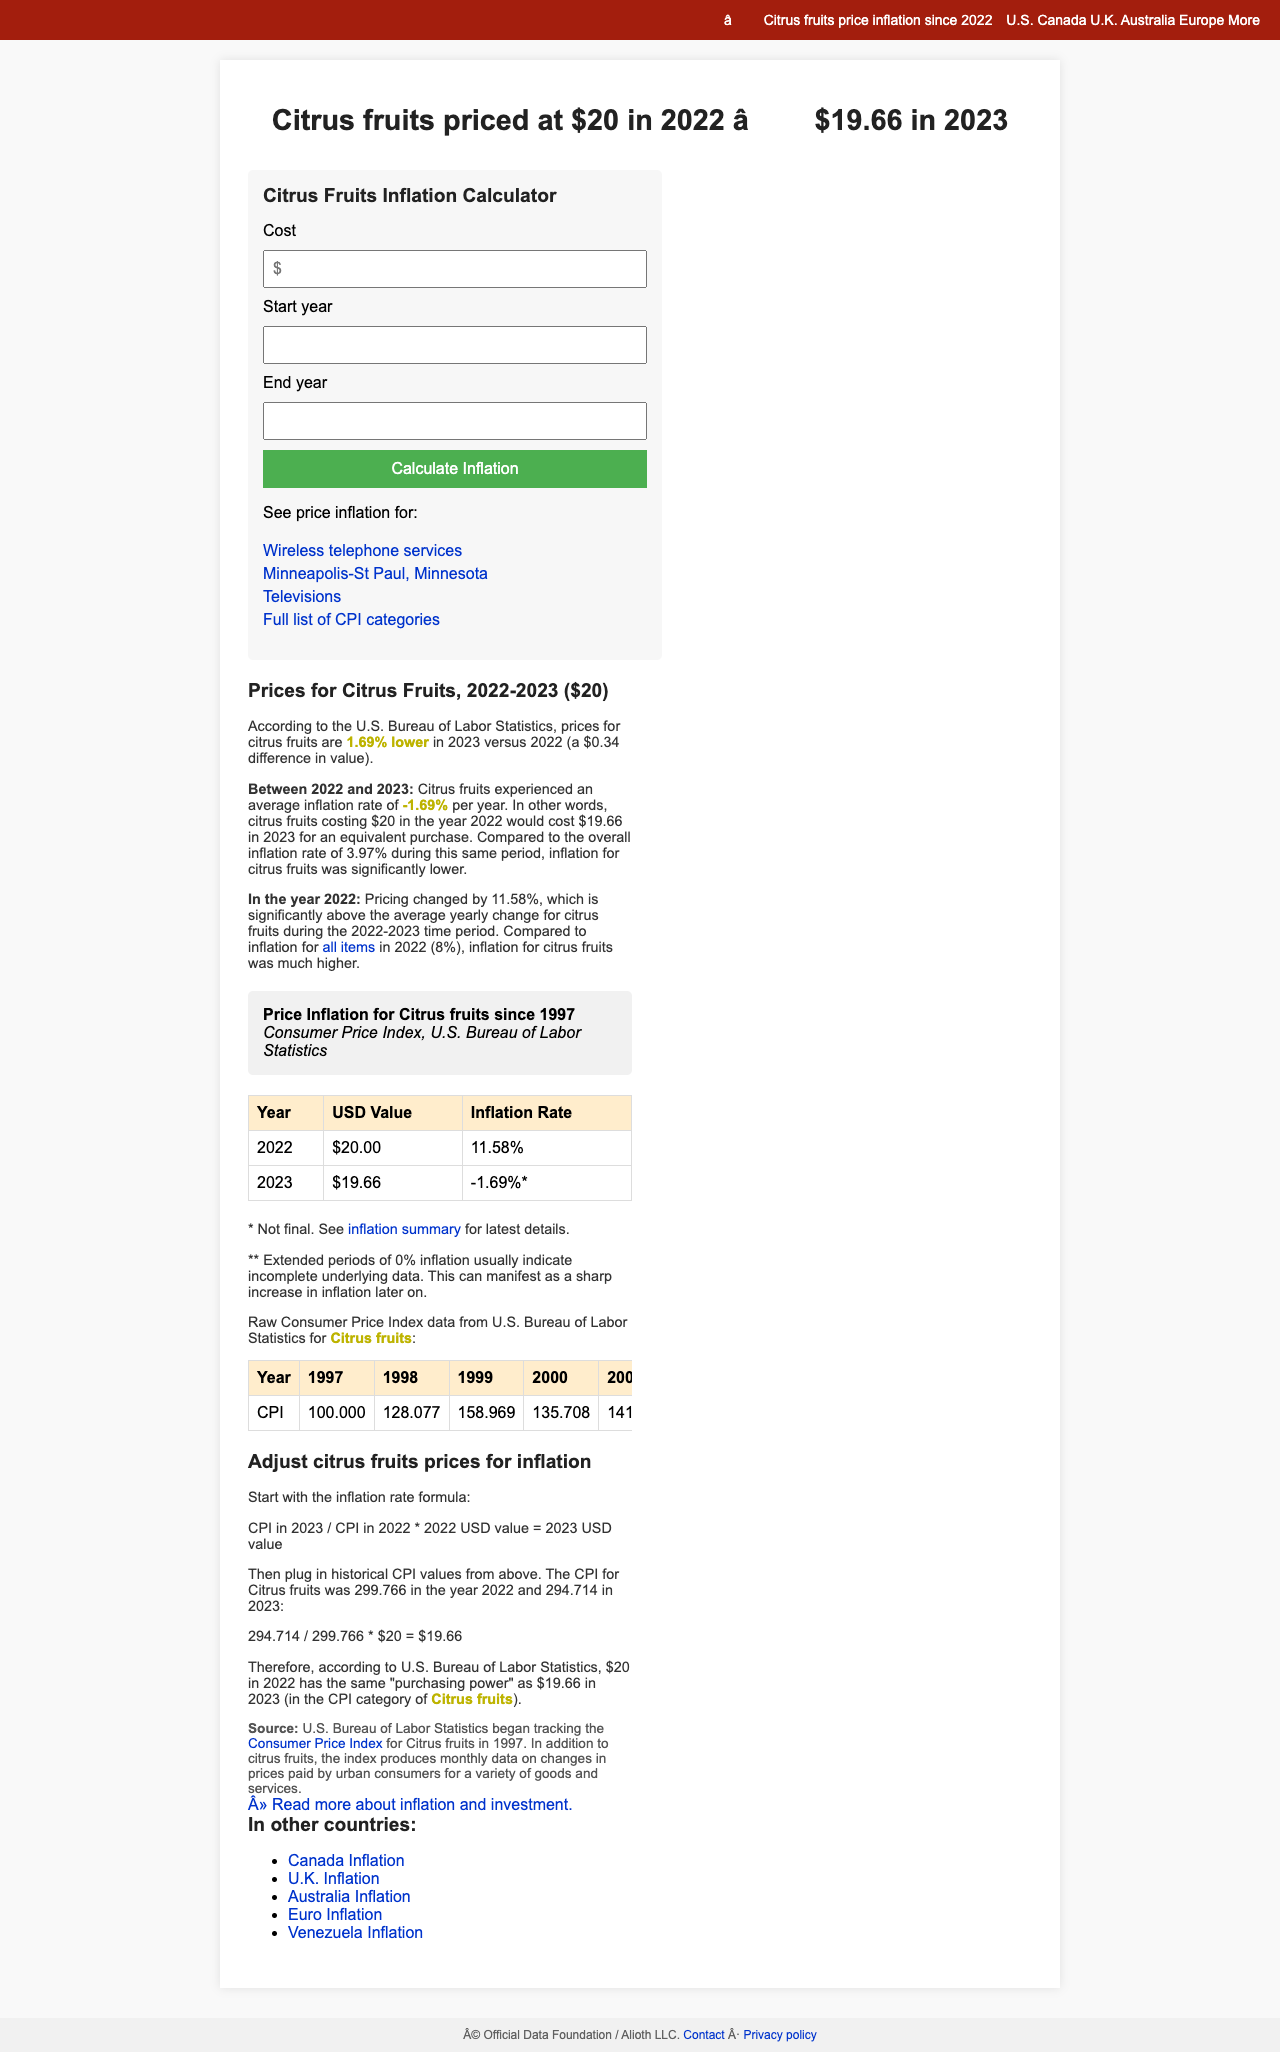 â Citrus fruits price inflation since 2022 U.S. Canada U.K. Australia Europe More
Citrus fruits priced at $20 in 2022 â $19.66 in 2023
Citrus Fruits Inflation Calculator
Cost
$
Start year
End year
Calculate Inflation
See price inflation for:
Wireless telephone services
Minneapolis-St Paul, Minnesota
Televisions
Full list of CPI categories
Prices for Citrus Fruits, 2022-2023 ($20)
According to the U.S. Bureau of Labor Statistics, prices for
citrus fruits are 1.69% lower in 2023 versus 2022 (a $0.34
difference in value).
Between 2022 and 2023: Citrus fruits experienced an
average inflation rate of -1.69% per year. In other words,
citrus fruits costing $20 in the year 2022 would cost $19.66
in 2023 for an equivalent purchase. Compared to the overall
inflation rate of 3.97% during this same period, inflation for
citrus fruits was significantly lower.
In the year 2022: Pricing changed by 11.58%, which is
significantly above the average yearly change for citrus
fruits during the 2022-2023 time period. Compared to
inflation for all items in 2022 (8%), inflation for citrus fruits
was much higher.
Price Inflation for Citrus fruits since 1997
Consumer Price Index, U.S. Bureau of Labor
Statistics
Year USD Value Inflation Rate
2022 $20.00 11.58%
2023 $19.66 -1.69%*
* Not final. See inflation summary for latest details.
** Extended periods of 0% inflation usually indicate
incomplete underlying data. This can manifest as a sharp
increase in inflation later on.
Raw Consumer Price Index data from U.S. Bureau of Labor
Statistics for Citrus fruits:
Year 1997 1998 1999 2000 200
CPI 100.000 128.077 158.969 135.708 141
Adjust citrus fruits prices for inflation
Start with the inflation rate formula:
CPI in 2023 / CPI in 2022 * 2022 USD value = 2023 USD
value
Then plug in historical CPI values from above. The CPI for
Citrus fruits was 299.766 in the year 2022 and 294.714 in
2023:
294.714 / 299.766 * $20 = $19.66
Therefore, according to U.S. Bureau of Labor Statistics, $20
in 2022 has the same "purchasing power" as $19.66 in
2023 (in the CPI category of Citrus fruits).
Source: U.S. Bureau of Labor Statistics began tracking the
Consumer Price Index for Citrus fruits in 1997. In addition to
citrus fruits, the index produces monthly data on changes in
prices paid by urban consumers for a variety of goods and
services.
Â» Read more about inflation and investment.
In other countries:
• Canada Inflation
• U.K. Inflation
• Australia Inflation
• Euro Inflation
• Venezuela Inflation
Â© Official Data Foundation / Alioth LLC. Contact Â· Privacy policy